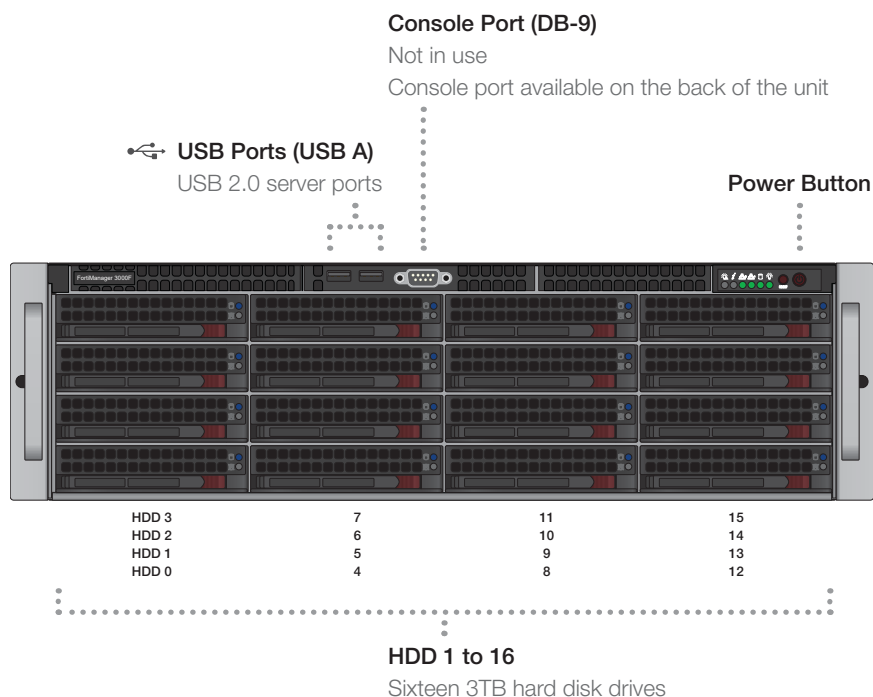 Console Port (DB-9)
Not in use
Console port available on the back of the unit
USB Ports (USB A)
USB 2.0 server ports
Power Button
FortiManager 3000F
HDD 3 7 11 15
HDD 2 6 10 14
HDD 1 5 9 13
HDD 0 4 8 12
HDD 1 to 16
Sixteen 3TB hard disk drives